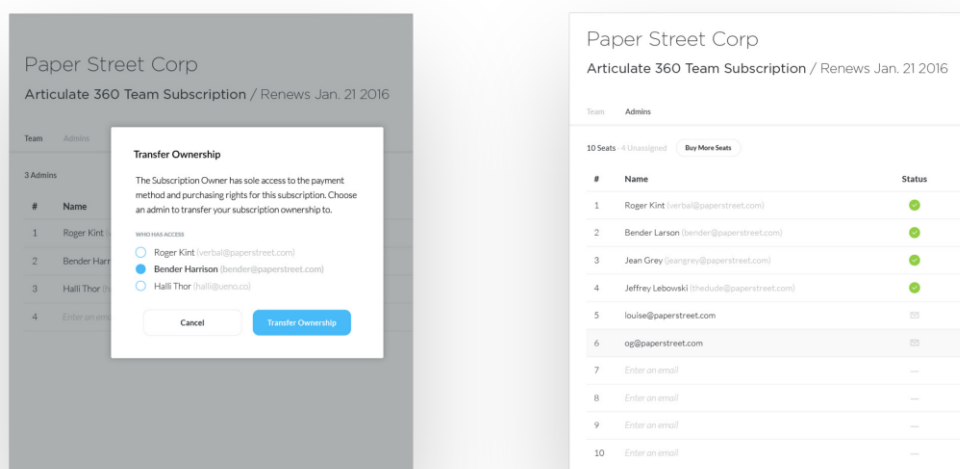 Paper Street Corp
Articulate 360 Team Subscription / Renews Jan. 21 2016
Team Admins
3 Admins
# Name
1 Roger Kint
2 Bender Harr
3 Halli Thor
4 Enter an ema
Transfer Ownership
The Subscription Owner has sole access to the payment
method and purchasing rights for this subscription. Choose
an admin to transfer your subscription ownership to.
WHO HAS ACCESS
Roger Kint (verbal@paperstreet.com)
Bender Harrison (bender@paperstreet.com)
Halli Thor (halli@ueno.co)
Cancel Transfer Ownership
Paper Street Corp
Articulate 360 Team Subscription / Renews Jan. 21 2016
Team Admins
10 Seats · 4 Unassigned Buy More Seats
# Name Status
1 Roger Kint (verbal@paperstreet.com)
2 Bender Larson (bender@paperstreet.com)
3 Jean Grey (jeangrey@paperstreet.com)
4 Jeffrey Lebowski (thedude@paperstreet.com)
5 louise@paperstreet.com
6 og@paperstreet.com
7 Enter an email —
8 Enter an email —
9 Enter an email —
10 Enter an email —